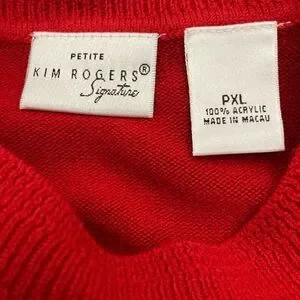 PETITE
KIM ROGERS®
Signature
PXL
100% ACRYLIC
MADE IN MACAU